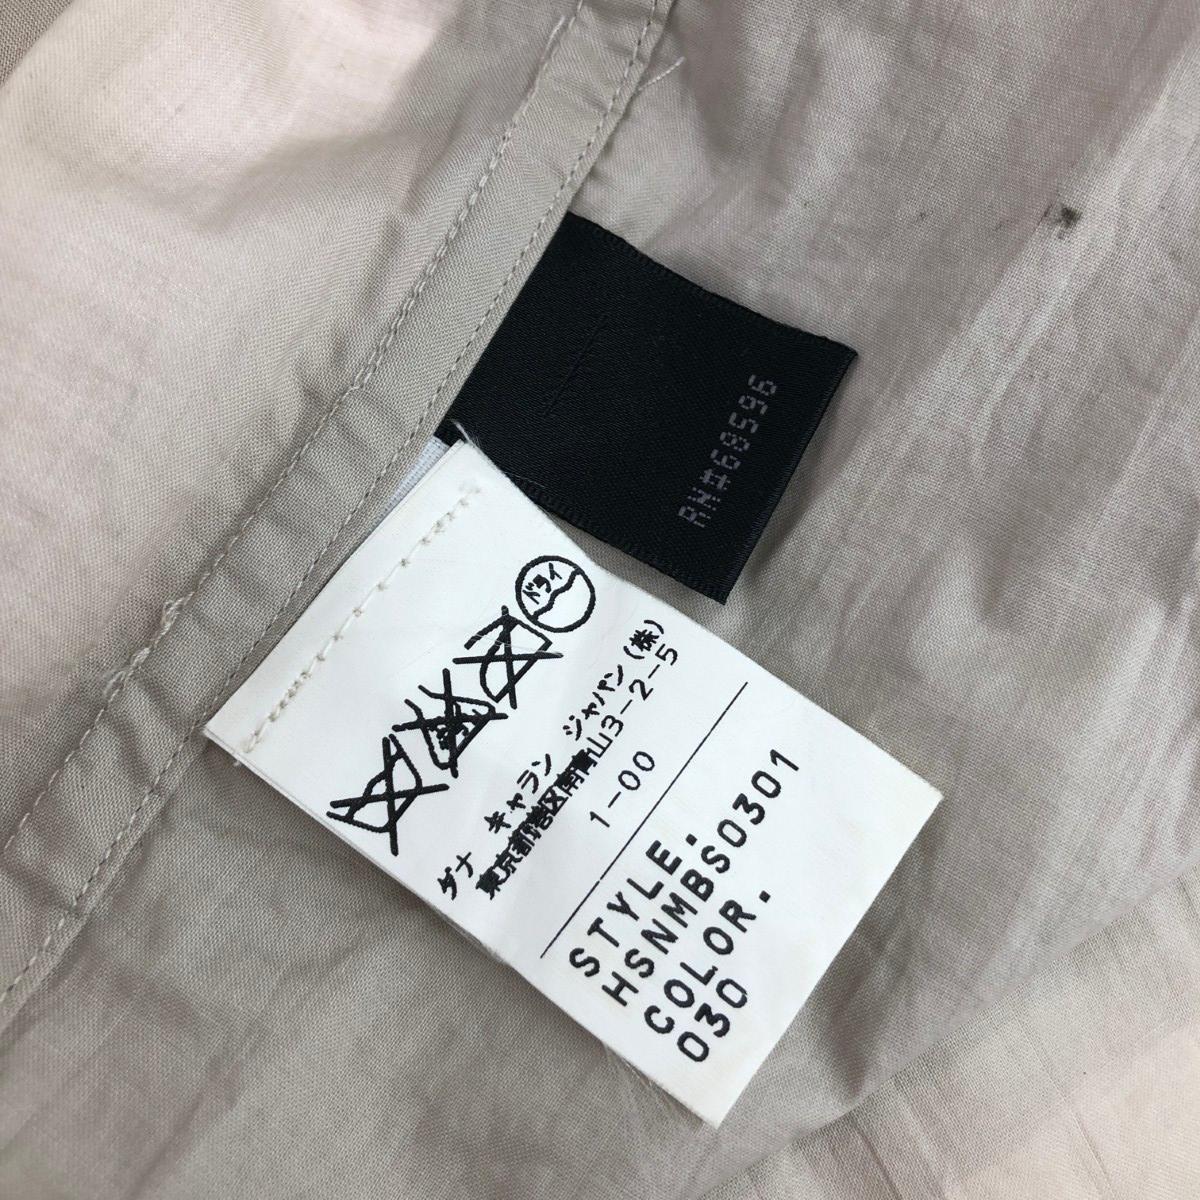 RN#68596
ドライ
ダナ キャラン ジャパン(株)
東京都港区南青山3-2-5
1-00
STYLE.
HSNMBS0301
COLOR.
030